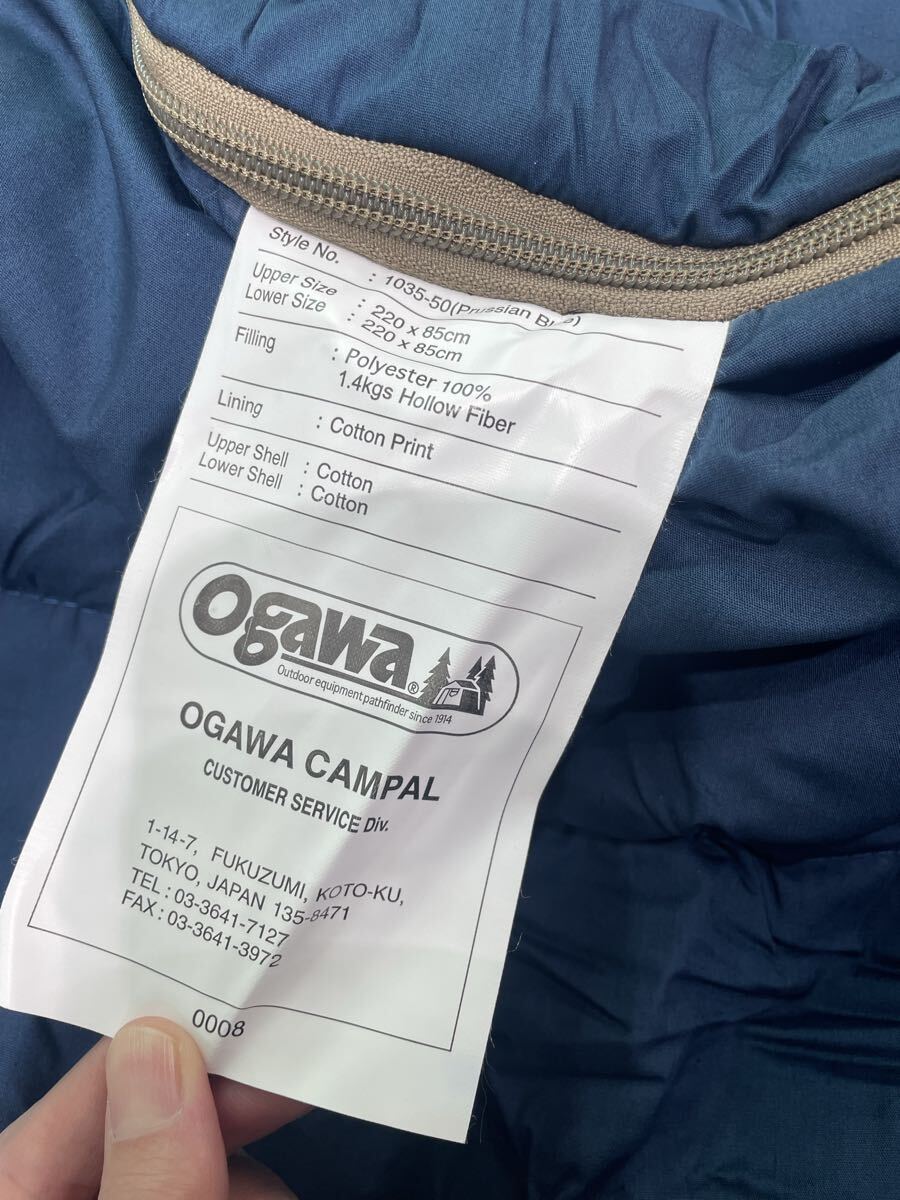 Style No. : 1035-50(Prussian Blue)
Upper Size : 220 x 85cm
Lower Size : 220 x 85cm
Filling : Polyester 100%
1.4kgs Hollow Fiber
Lining : Cotton Print
Upper Shell : Cotton
Lower Shell : Cotton
Ogawa®
Outdoor equipment pathfinder since 1914
OGAWA CAMPAL
CUSTOMER SERVICE Div.
1-14-7, FUKUZUMI, KOTO-KU,
TOKYO, JAPAN 135-8471
TEL : 03-3641-7127
FAX : 03-3641-3972
0008